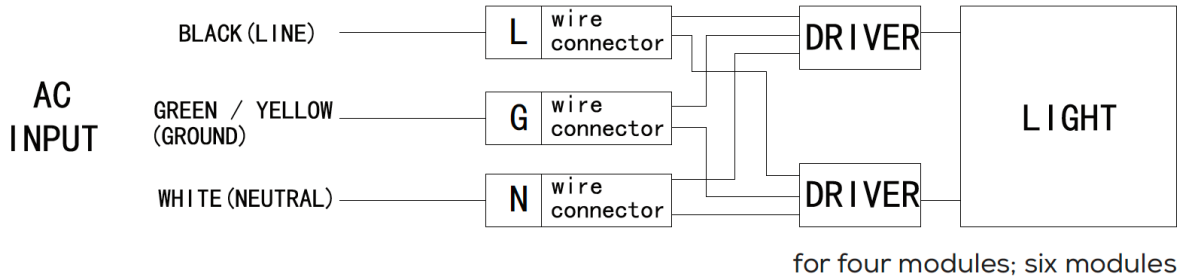 BLACK(LINE)
L
wire
connector
DRIVER
AC
INPUT
GREEN / YELLOW
(GROUND)
G
wire
connector
LIGHT
WHITE(NEUTRAL)
N
wire
connector
DRIVER
for four modules; six modules